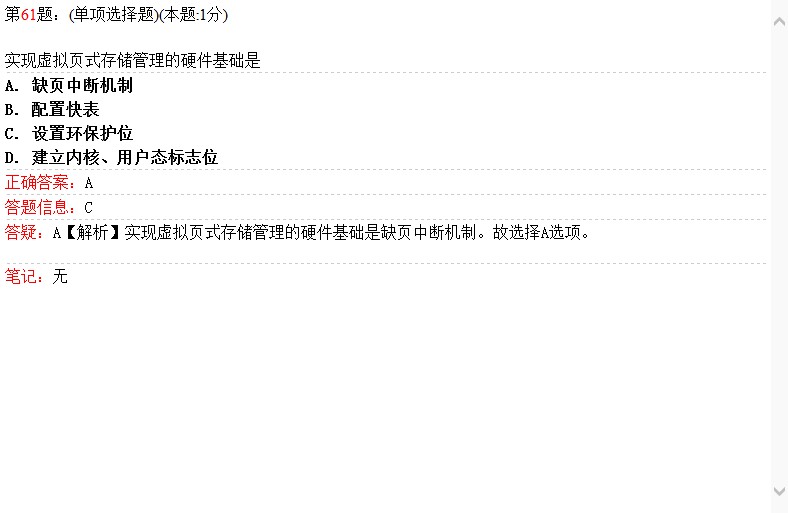 第61题：(单项选择题)(本题:1分)
实现虚拟页式存储管理的硬件基础是
A. 缺页中断机制
B. 配置快表
C. 设置环保护位
D. 建立内核、用户态标志位
正确答案：A
答题信息：C
答疑：A【解析】实现虚拟页式存储管理的硬件基础是缺页中断机制。故选择A选项。
笔记：无